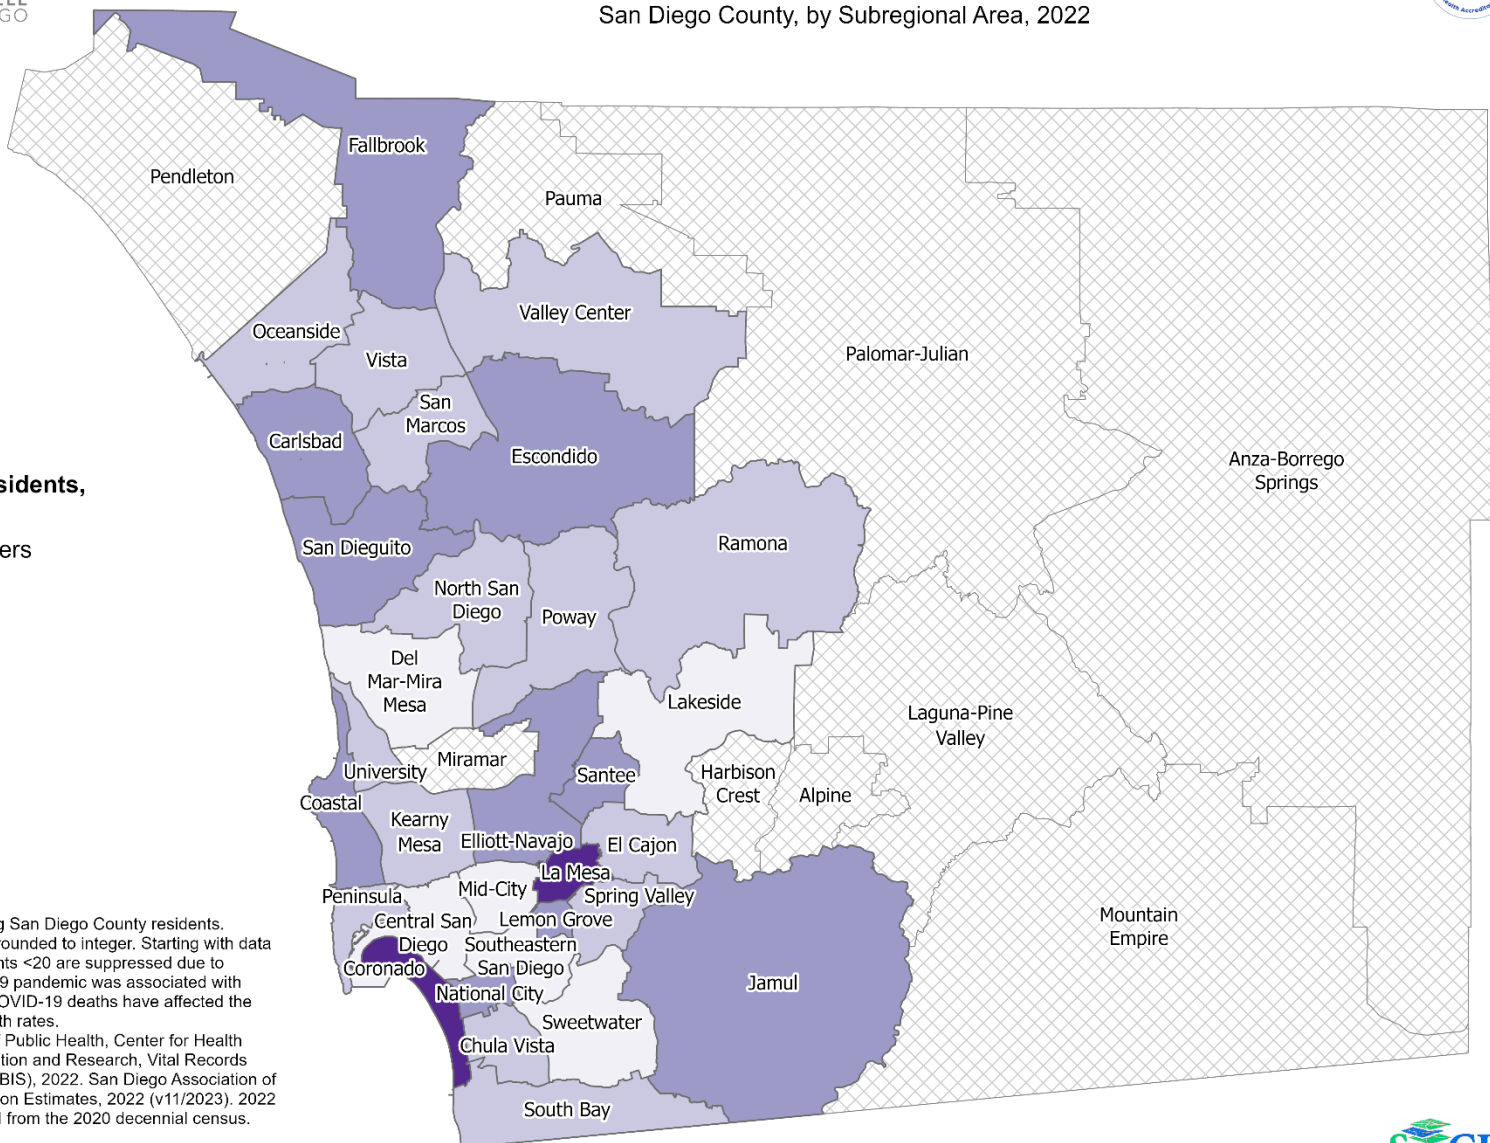 GO
San Diego County, by Subregional Area, 2022
Fallbrook
Pendleton
Pauma
Valley Center
Oceanside
Vista
Palomar-Julian
San
Marcos
Carlsbad
Escondido
Anza-Borrego
Springs
sidents,
ers
San Dieguito
Ramona
North San
Diego
Poway
Del
Mar-Mira
Mesa
Lakeside
Laguna-Pine
Valley
Miramar
University
Santee
Harbison
Crest
Alpine
Coastal
Kearny
Mesa
Elliott-Navajo
El Cajon
La Mesa
Mid-City
Peninsula
Spring Valley
Central San
Diego
Lemon Grove
Southeastern
San Diego
Coronado
National City
Jamul
Mountain
Empire
Sweetwater
Chula Vista
South Bay
g San Diego County residents.
rounded to integer. Starting with data
nts <20 are suppressed due to
9 pandemic was associated with
OVID-19 deaths have affected the
th rates.
Public Health, Center for Health
tion and Research, Vital Records
BIS), 2022. San Diego Association of
on Estimates, 2022 (v11/2023). 2022
from the 2020 decennial census.